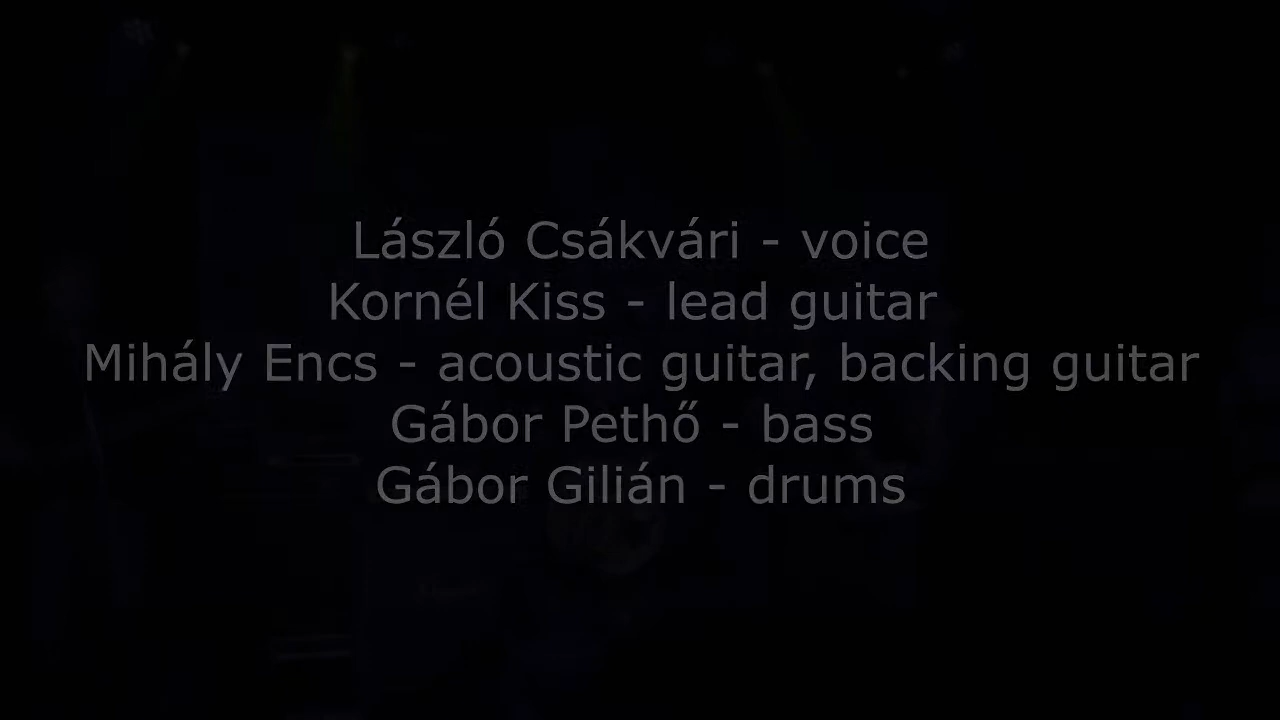 László Csákvári - voice
Kornél Kiss - lead guitar
Mihály Encs - acoustic guitar, backing guitar
Gábor Pethő - bass
Gábor Gilián - drums